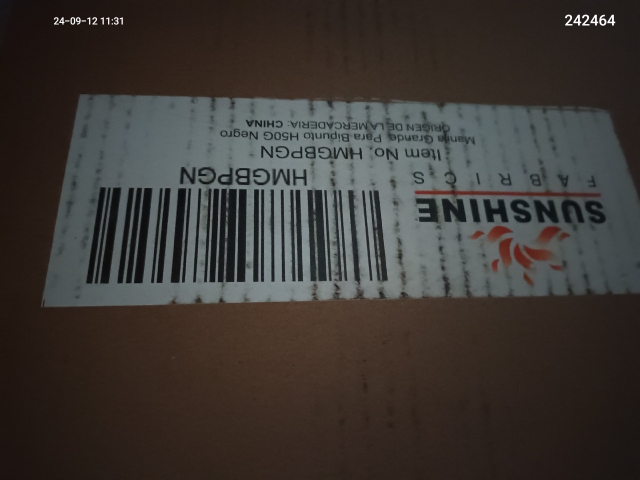 24-09-12 11:31
242464
SUNSHINE
FABRICS
HMGBPGN
Item No. HMGBPGN
Manija Grande Para Bipunto H50G Negro
ORIGEN DE LA MERCADERIA: CHINA